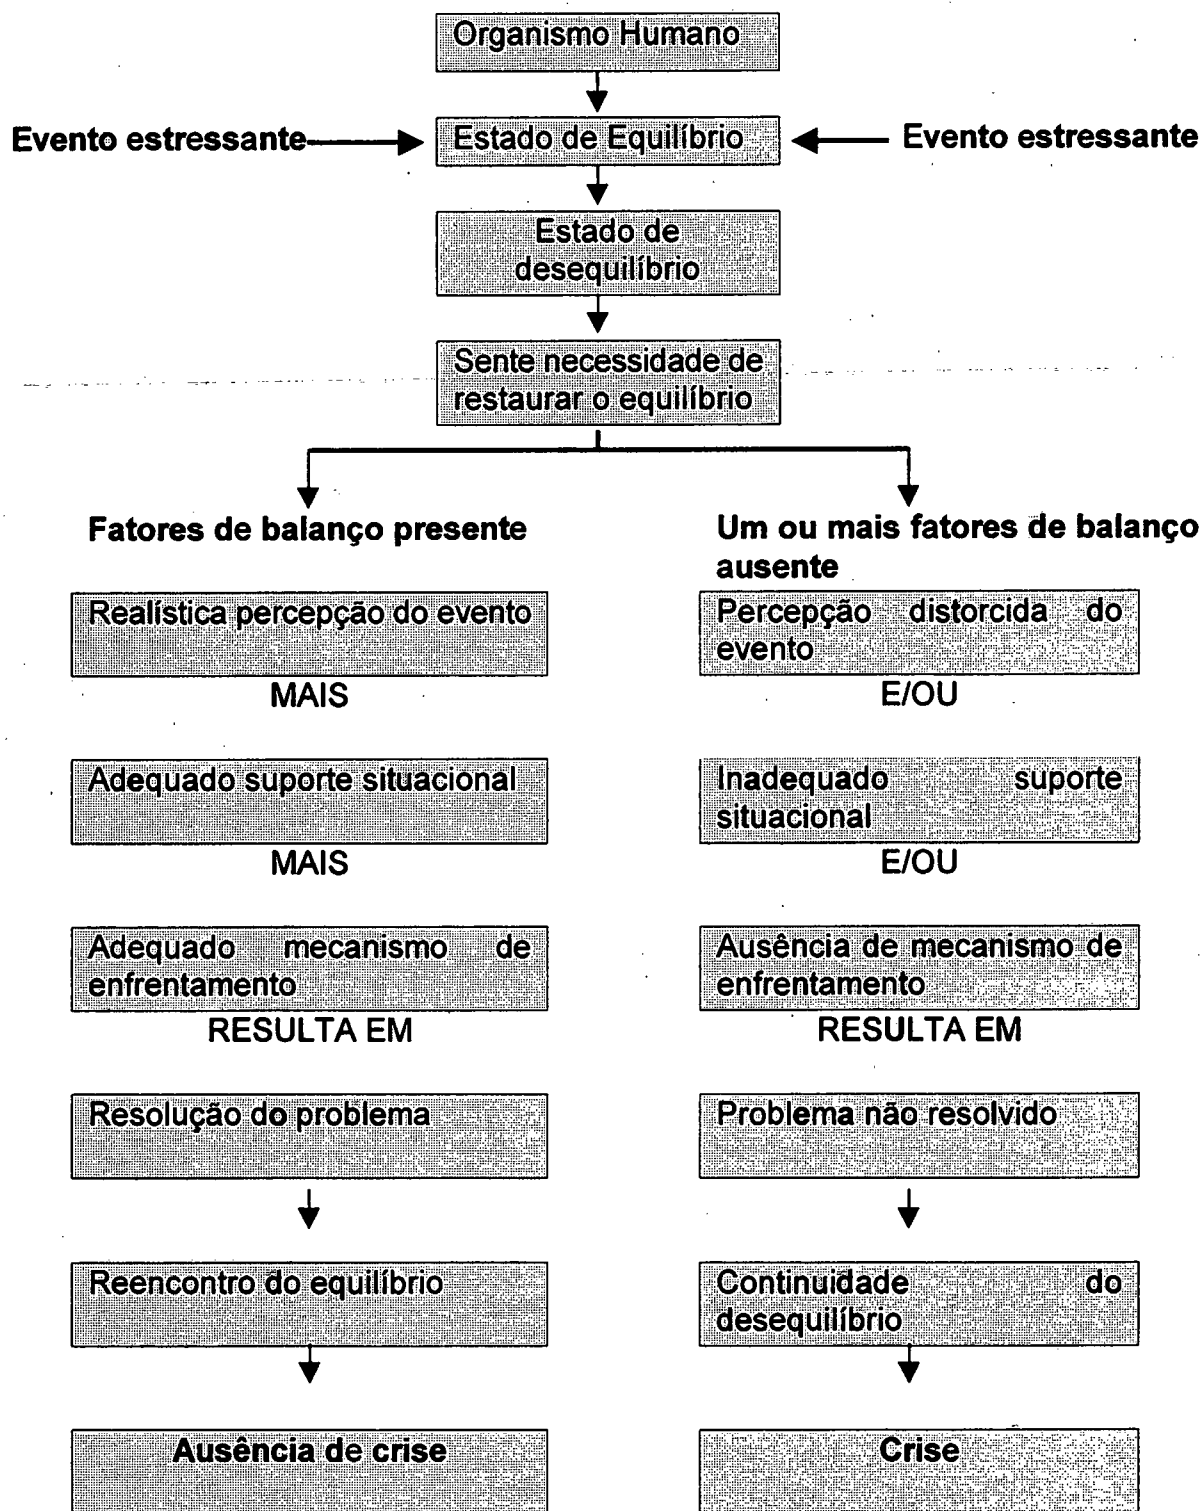 Organismo Humano
Evento estressante
Estado de Equilíbrio
Evento estressante
Estado de
desequilíbrio
Sente necessidade de
restaurar o equilíbrio
Fatores de balanço presente
Realística percepção do evento
MAIS
Adequado suporte situacional
MAIS
Adequado mecanismo de
enfrentamento
RESULTA EM
Resolução do problema
Reencontro do equilíbrio
Ausência de crise
Um ou mais fatores de balanço
ausente
Percepção distorcida do
evento
E/OU
Inadequado suporte
situacional
E/OU
Ausência de mecanismo de
enfrentamento
RESULTA EM
Problema não resolvido
Continuidade do
desequilíbrio
Crise